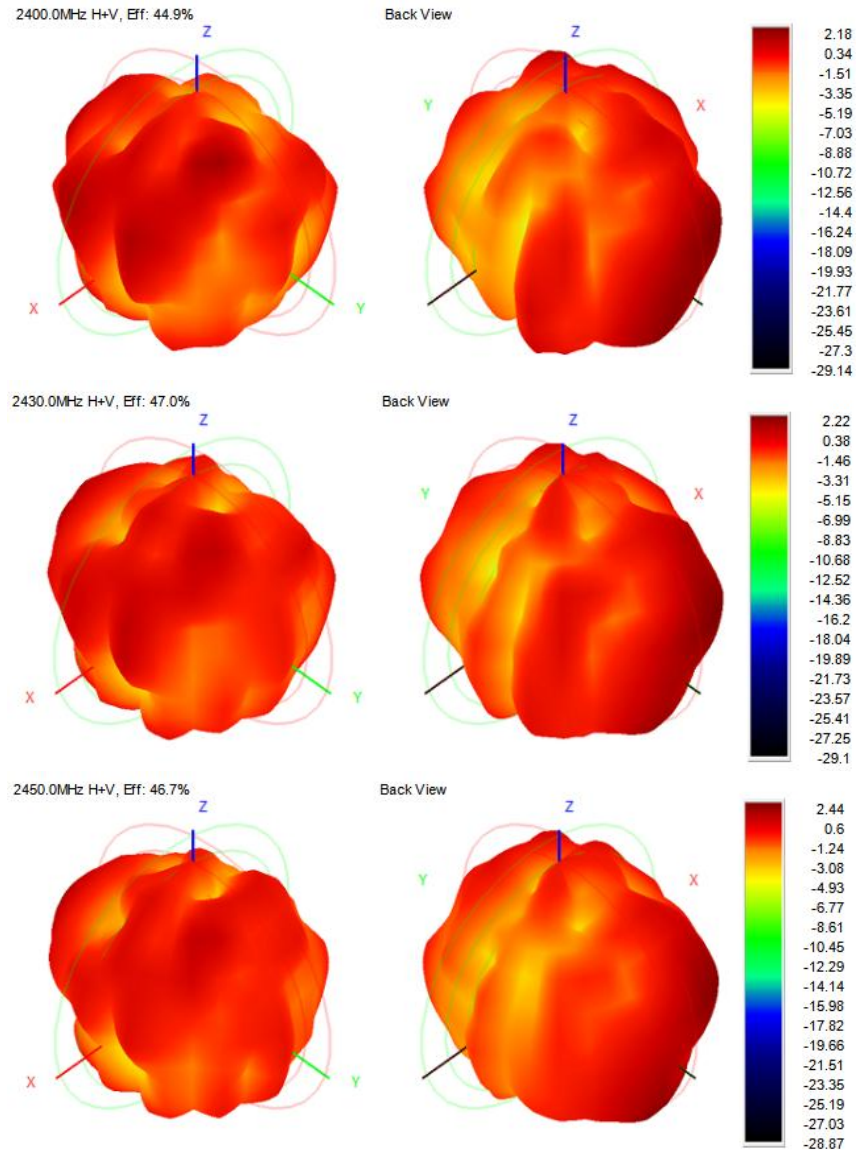 2400.0MHz H+V, Eff: 44.9%
Back View
Z
X
Y
Z
Y
X
2.18
0.34
-1.51
-3.35
-5.19
-7.03
-8.88
-10.72
-12.56
-14.4
-16.24
-18.09
-19.93
-21.77
-23.61
-25.45
-27.3
-29.14
2430.0MHz H+V, Eff: 47.0%
Back View
Z
X
Y
Z
Y
X
2.22
0.38
-1.46
-3.31
-5.15
-6.99
-8.83
-10.68
-12.52
-14.36
-16.2
-18.04
-19.89
-21.73
-23.57
-25.41
-27.25
-29.1
2450.0MHz H+V, Eff: 46.7%
Back View
Z
X
Y
Z
Y
X
2.44
0.6
-1.24
-3.08
-4.93
-6.77
-8.61
-10.45
-12.29
-14.14
-15.98
-17.82
-19.66
-21.51
-23.35
-25.19
-27.03
-28.87